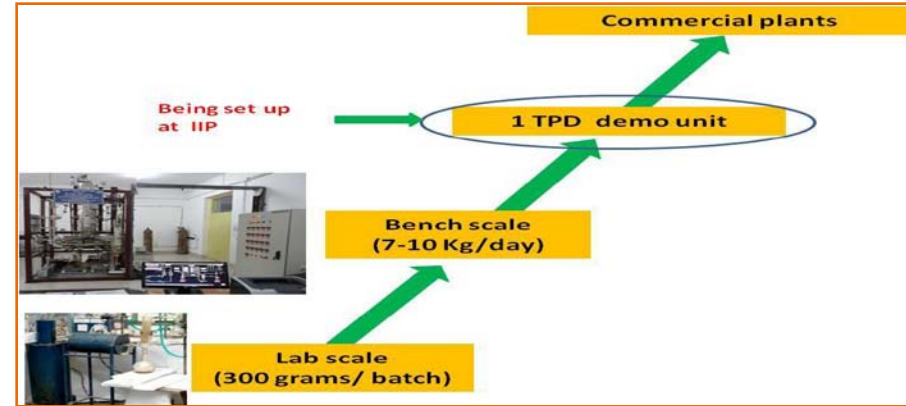 Commercial plants
Being set up
at IIP
1 TPD demo unit
Bench scale
(7-10 Kg/day)
Lab scale
(300 grams/ batch)